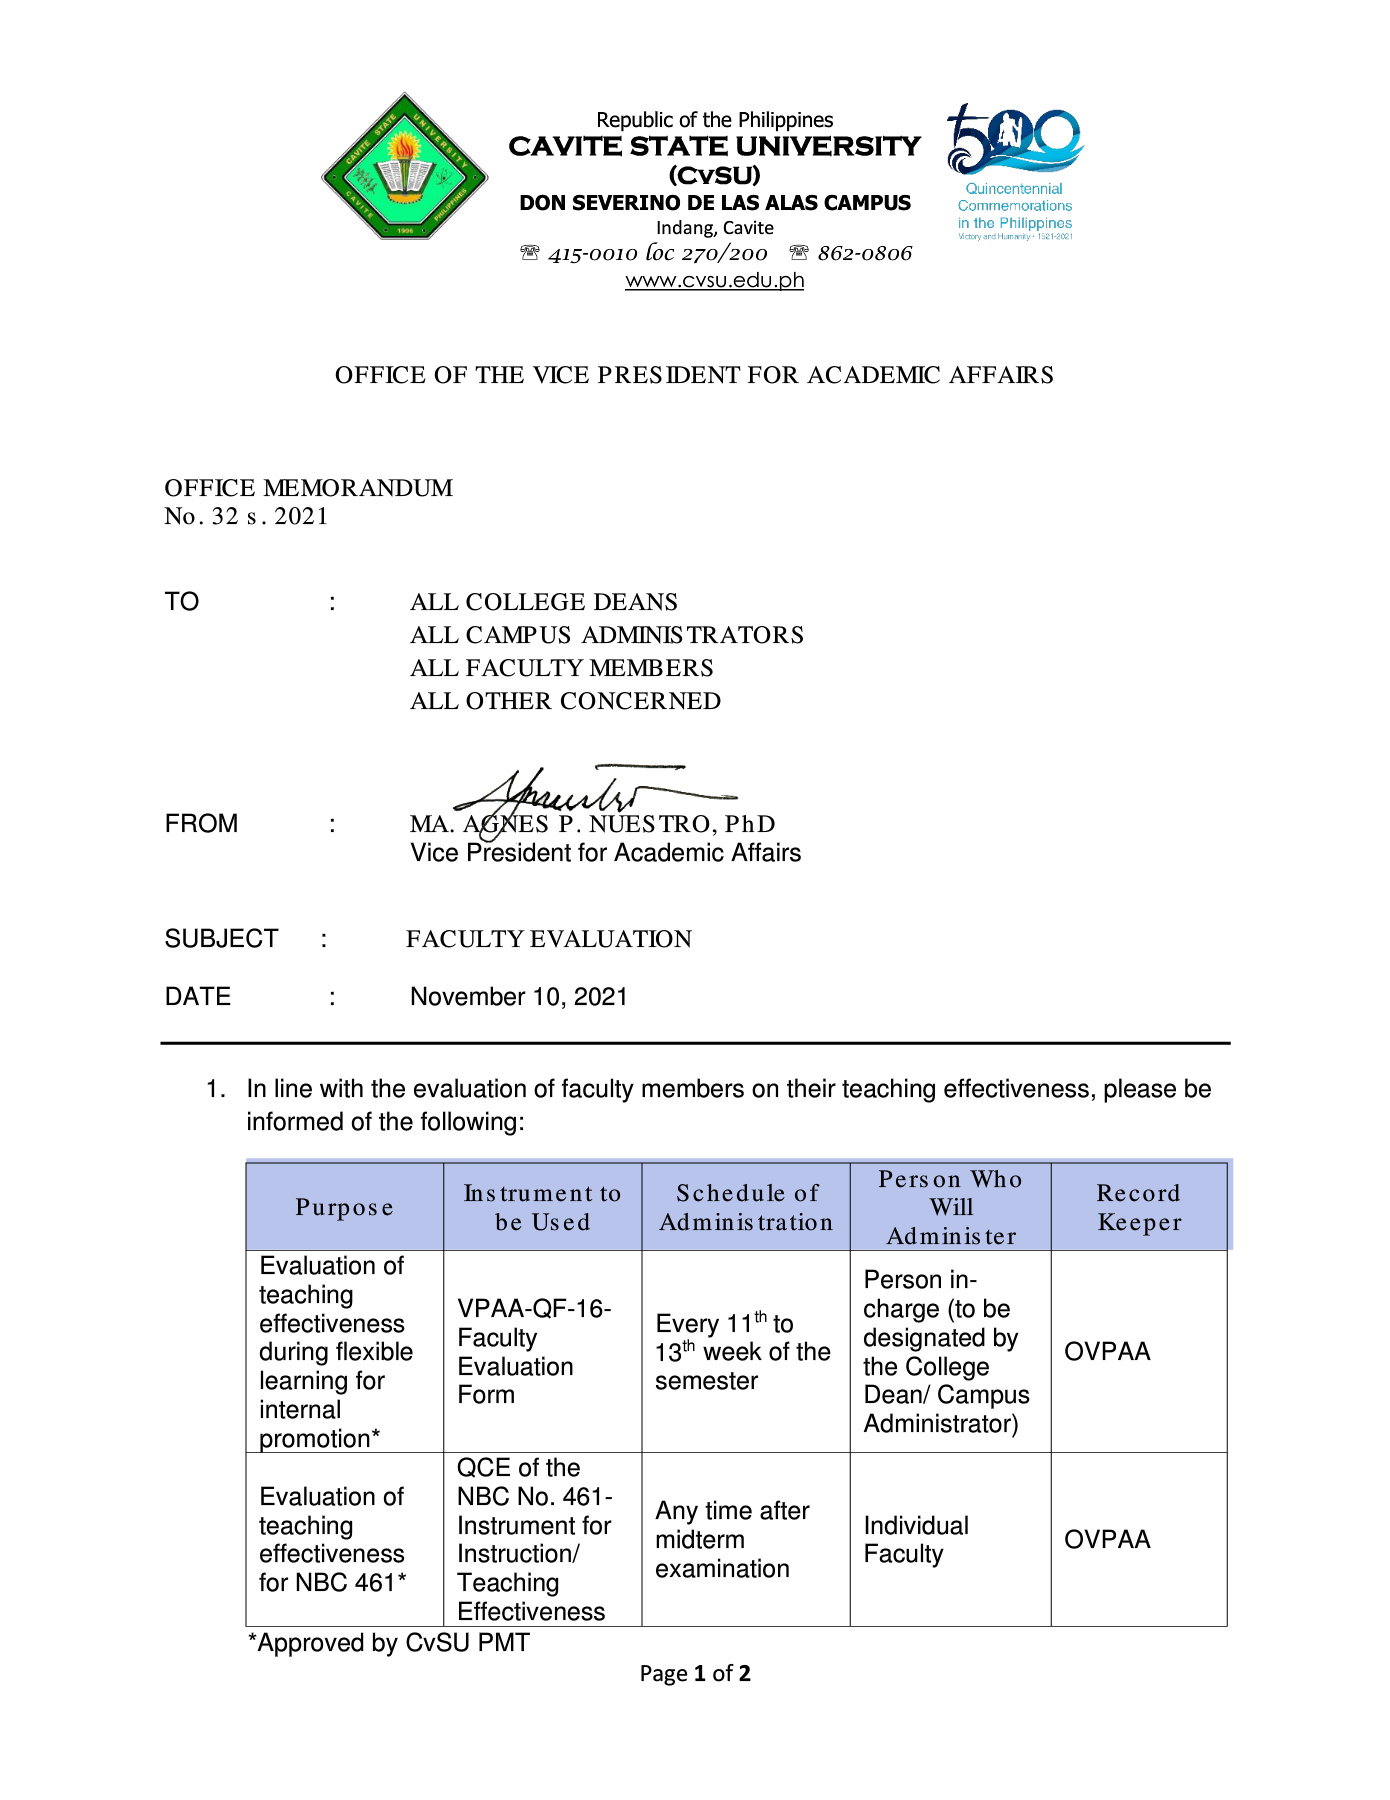 Republic of the Philippines
CAVITE STATE UNIVERSITY
(CvSU)
DON SEVERINO DE LAS ALAS CAMPUS
Indang, Cavite
☏ 415-0010 loc 270/200 ☏ 862-0806
www.cvsu.edu.ph
CAVITE STATE UNIVERSITY
CAVITE PHILIPPINES
1906
500
Quincentennial
Commemorations
in the Philippines
Victory and Humanity • 1521-2021
OFFICE OF THE VICE PRESIDENT FOR ACADEMIC AFFAIRS
OFFICE MEMORANDUM
No. 32 s. 2021
TO : ALL COLLEGE DEANS
ALL CAMPUS ADMINISTRATORS
ALL FACULTY MEMBERS
ALL OTHER CONCERNED
FROM : MA. AGNES P. NUESTRO, PhD
Vice President for Academic Affairs
SUBJECT : FACULTY EVALUATION
DATE : November 10, 2021
1. In line with the evaluation of faculty members on their teaching effectiveness, please be
informed of the following:
Purpose
Instrument to
be Used
Schedule of
Administration
Person Who
Will
Administer
Record
Keeper
Evaluation of
teaching
effectiveness
during flexible
learning for
internal
promotion*
VPAA-QF-16-
Faculty
Evaluation
Form
Every 11th to
13th week of the
semester
Person in-
charge (to be
designated by
the College
Dean/ Campus
Administrator)
OVPAA
Evaluation of
teaching
effectiveness
for NBC 461*
QCE of the
NBC No. 461-
Instrument for
Instruction/
Teaching
Effectiveness
Any time after
midterm
examination
Individual
Faculty
OVPAA
*Approved by CvSU PMT
Page 1 of 2